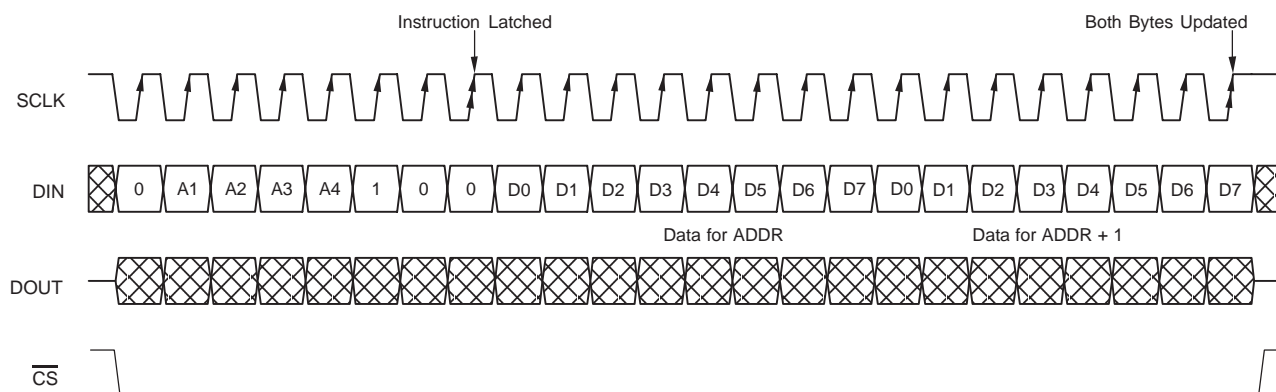 Instruction Latched Both Bytes Updated
SCLK
DIN 0 A1 A2 A3 A4 1 0 0 D0 D1 D2 D3 D4 D5 D6 D7 D0 D1 D2 D3 D4 D5 D6 D7
Data for ADDR Data for ADDR + 1
DOUT
CS